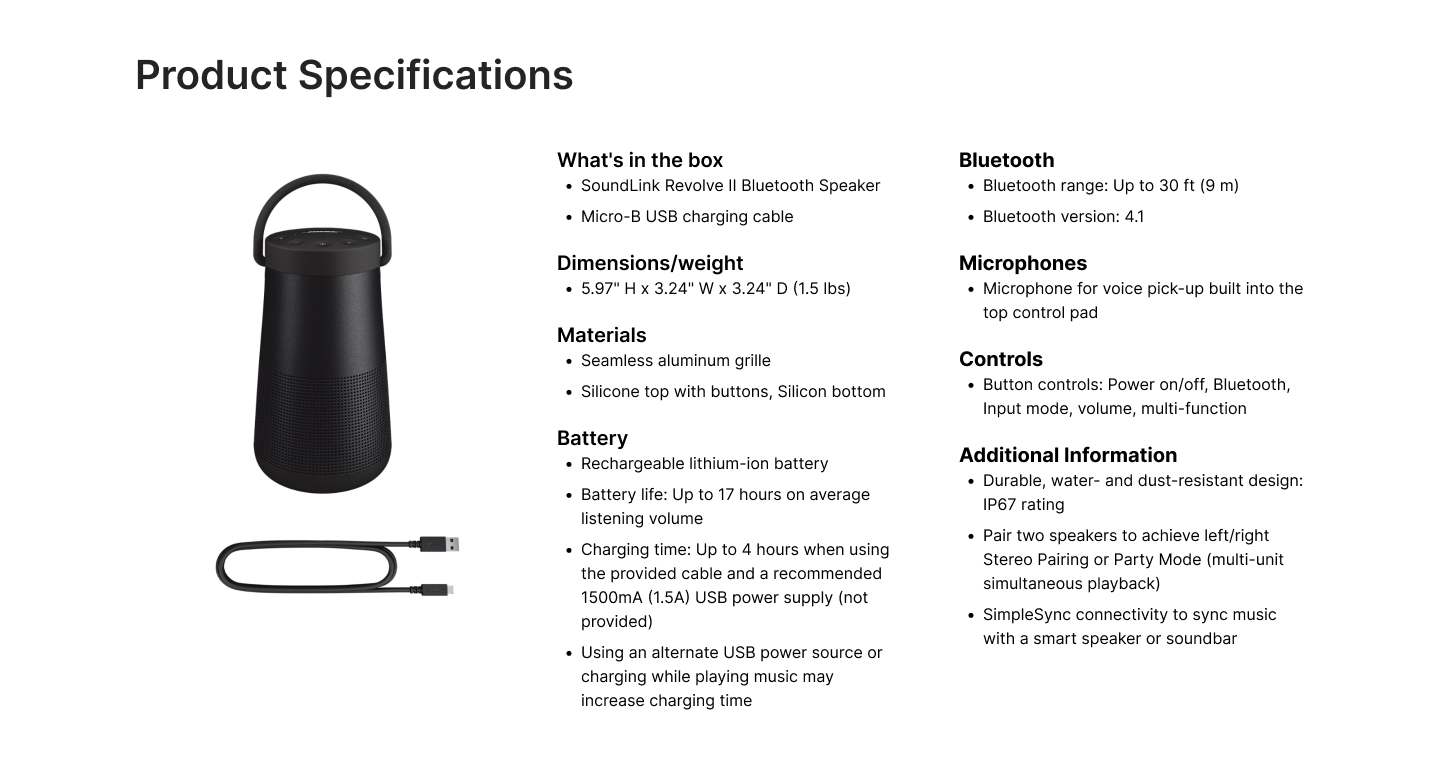 Product Specifications
What's in the box
• SoundLink Revolve II Bluetooth Speaker
• Micro-B USB charging cable
Dimensions/weight
• 5.97" H x 3.24" W x 3.24" D (1.5 lbs)
Materials
• Seamless aluminum grille
• Silicone top with buttons, Silicon bottom
Battery
• Rechargeable lithium-ion battery
• Battery life: Up to 17 hours on average
listening volume
• Charging time: Up to 4 hours when using
the provided cable and a recommended
1500mA (1.5A) USB power supply (not
provided)
• Using an alternate USB power source or
charging while playing music may
increase charging time
Bluetooth
• Bluetooth range: Up to 30 ft (9 m)
• Bluetooth version: 4.1
Microphones
• Microphone for voice pick-up built into the
top control pad
Controls
• Button controls: Power on/off, Bluetooth,
Input mode, volume, multi-function
Additional Information
• Durable, water- and dust-resistant design:
IP67 rating
• Pair two speakers to achieve left/right
Stereo Pairing or Party Mode (multi-unit
simultaneous playback)
• SimpleSync connectivity to sync music
with a smart speaker or soundbar